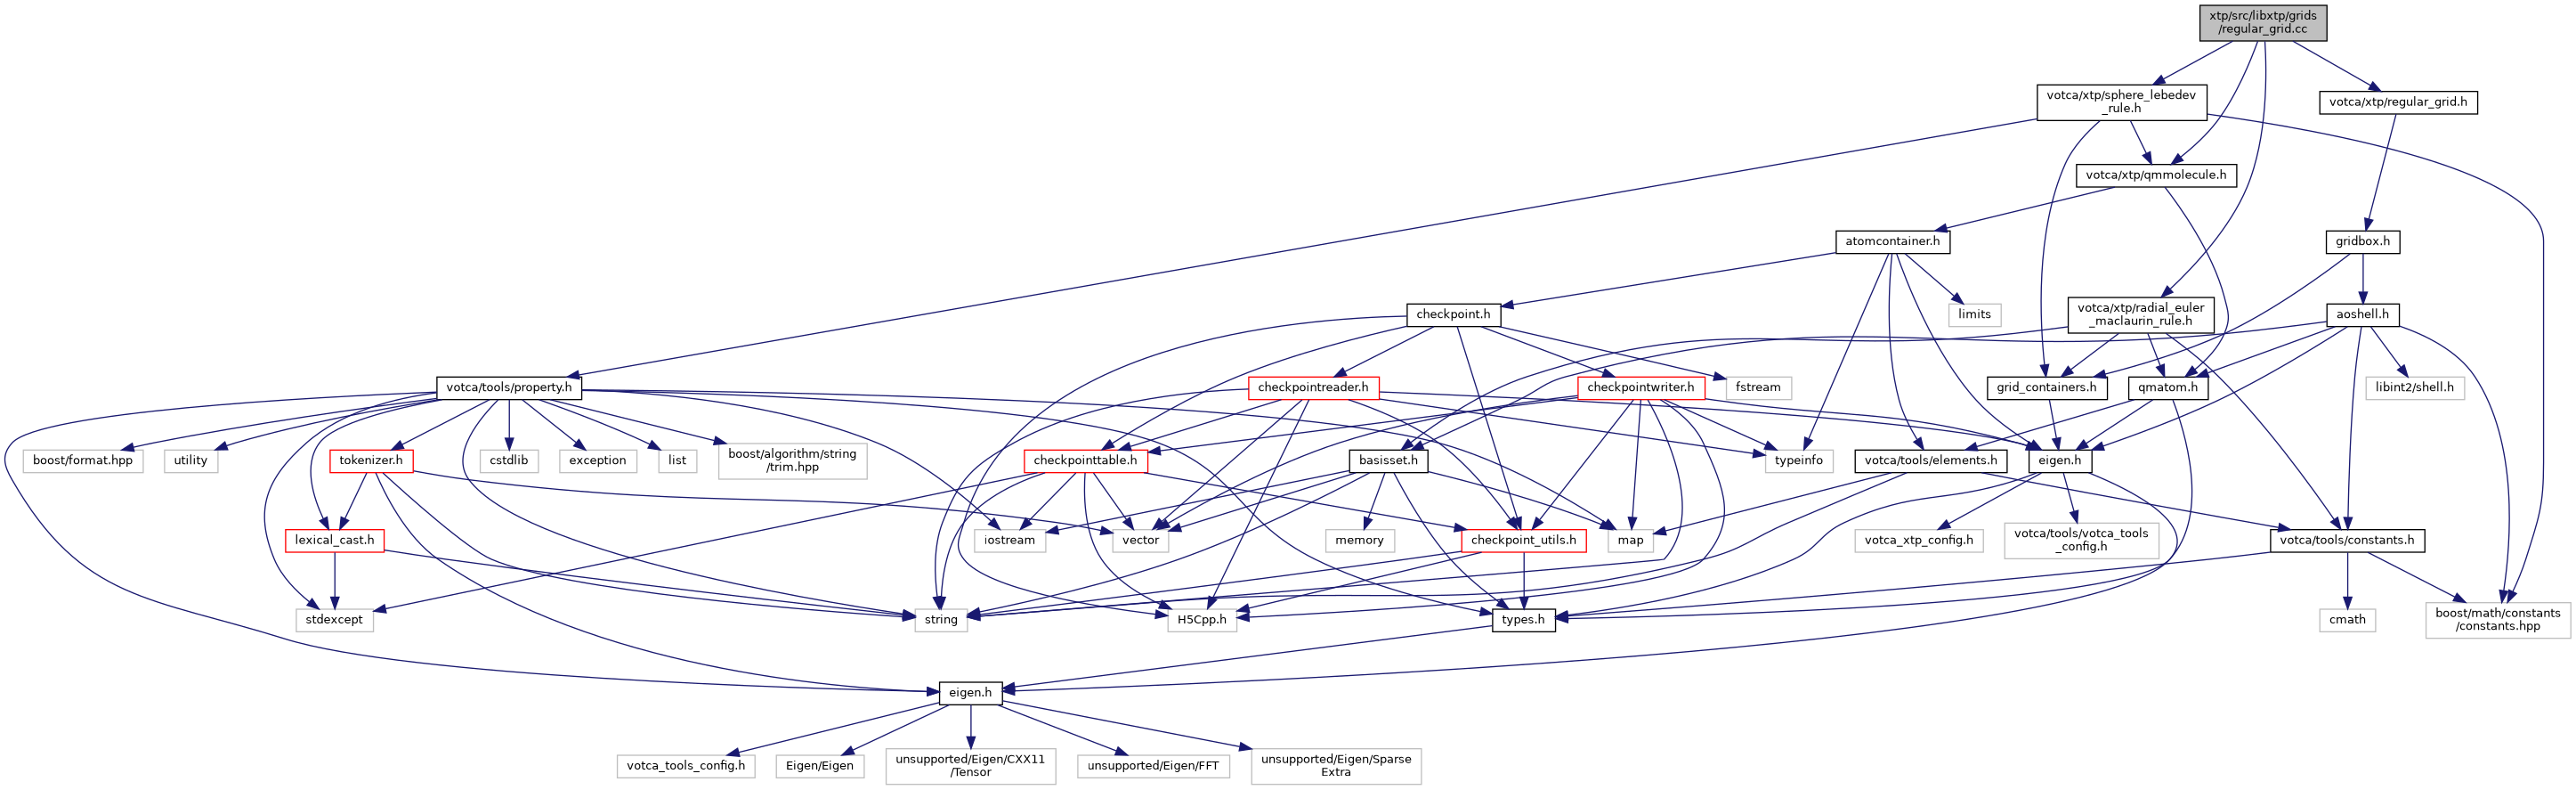 xtp/src/libxtp/grids
/regular_grid.cc
votca/xtp/sphere_lebedev
_rule.h
votca/xtp/regular_grid.h
votca/xtp/qmmolecule.h
atomcontainer.h
gridbox.h
checkpoint.h
limits
votca/xtp/radial_euler
_maclaurin_rule.h
aoshell.h
votca/tools/property.h
checkpointreader.h
checkpointwriter.h
fstream
grid_containers.h
qmatom.h
libint2/shell.h
boost/format.hpp
utility
tokenizer.h
cstdlib
exception
list
boost/algorithm/string
/trim.hpp
checkpointtable.h
basisset.h
typeinfo
votca/tools/elements.h
eigen.h
lexical_cast.h
iostream
vector
memory
checkpoint_utils.h
map
votca_xtp_config.h
votca/tools/votca_tools
_config.h
votca/tools/constants.h
stdexcept
string
H5Cpp.h
types.h
cmath
boost/math/constants
/constants.hpp
eigen.h
votca_tools_config.h
Eigen/Eigen
unsupported/Eigen/CXX11
/Tensor
unsupported/Eigen/FFT
unsupported/Eigen/Sparse
Extra